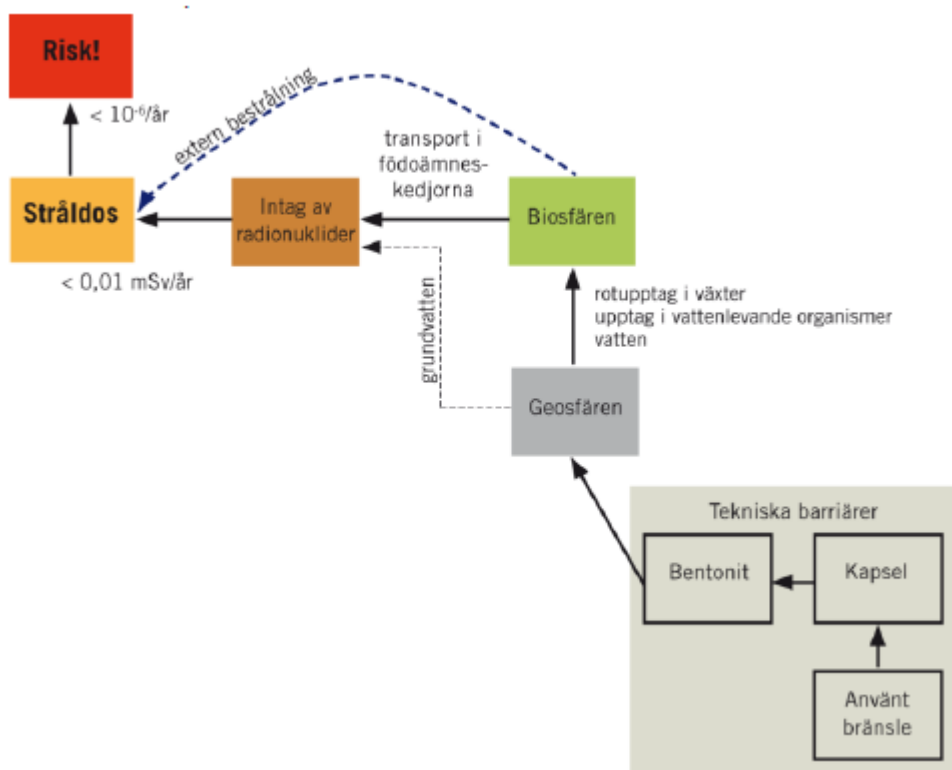 Risk!
< 10⁻⁶/år
extern bestrålning
transport i
födoämnes-
kedjorna
Stråldos
Intag av
radionuklider
Biosfären
< 0,01 mSv/år
rotupptag i växter
upptag i vattenlevande organismer
vatten
grundvatten
Geosfären
Tekniska barriärer
Bentonit
Kapsel
Använt
bränsle